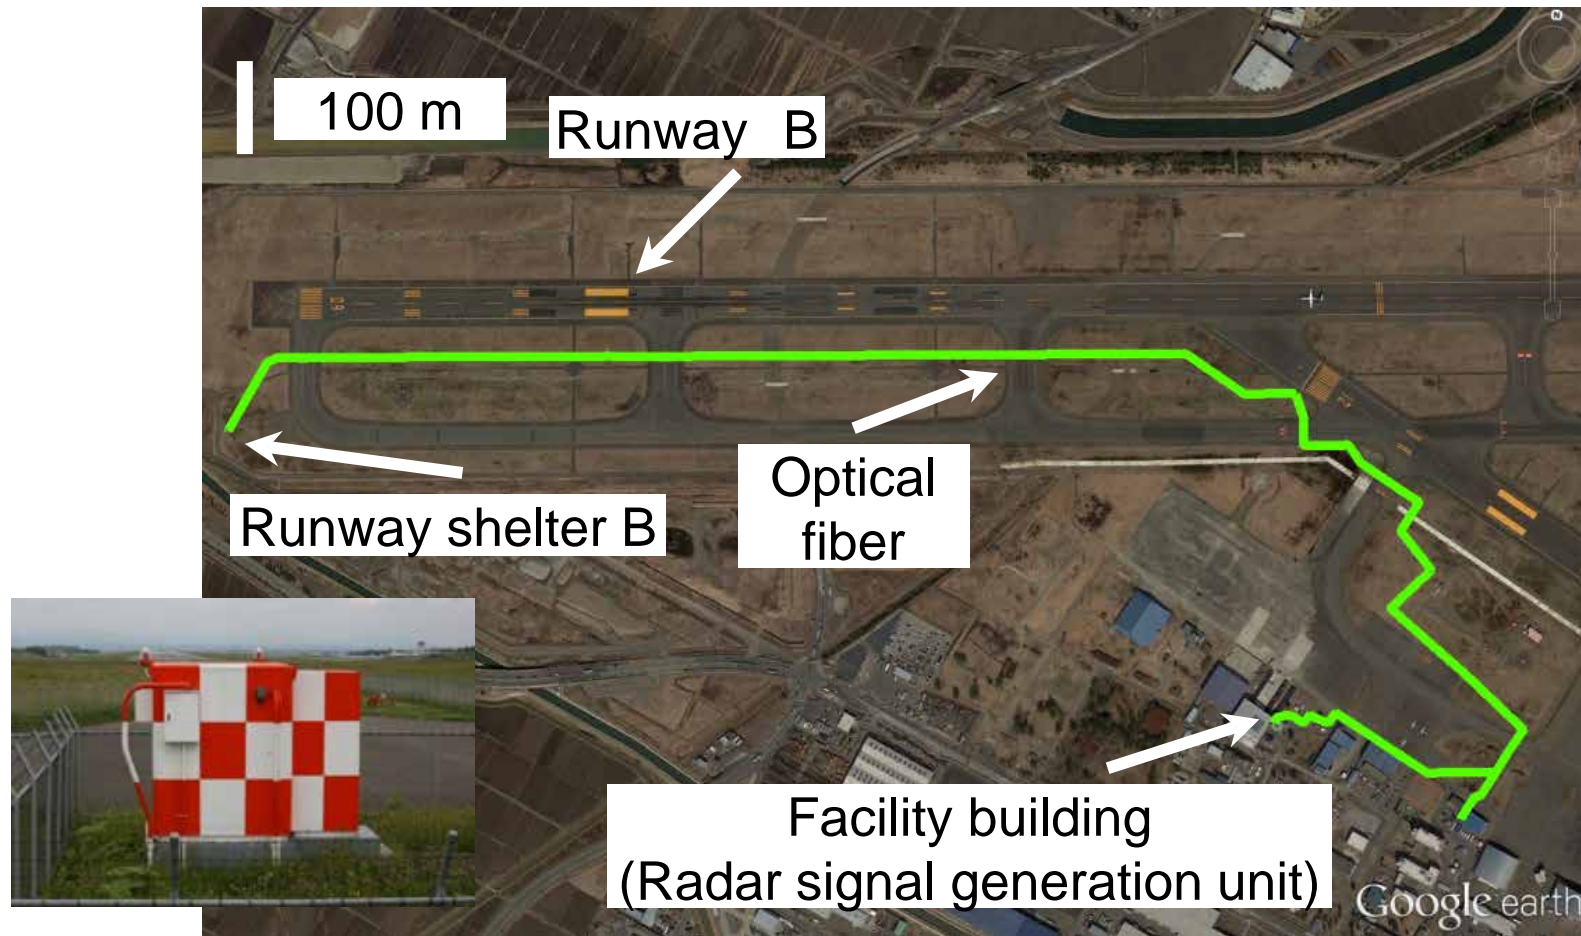 100 m
Runway B
Optical
fiber
Runway shelter B
Facility building
(Radar signal generation unit)
Google earth